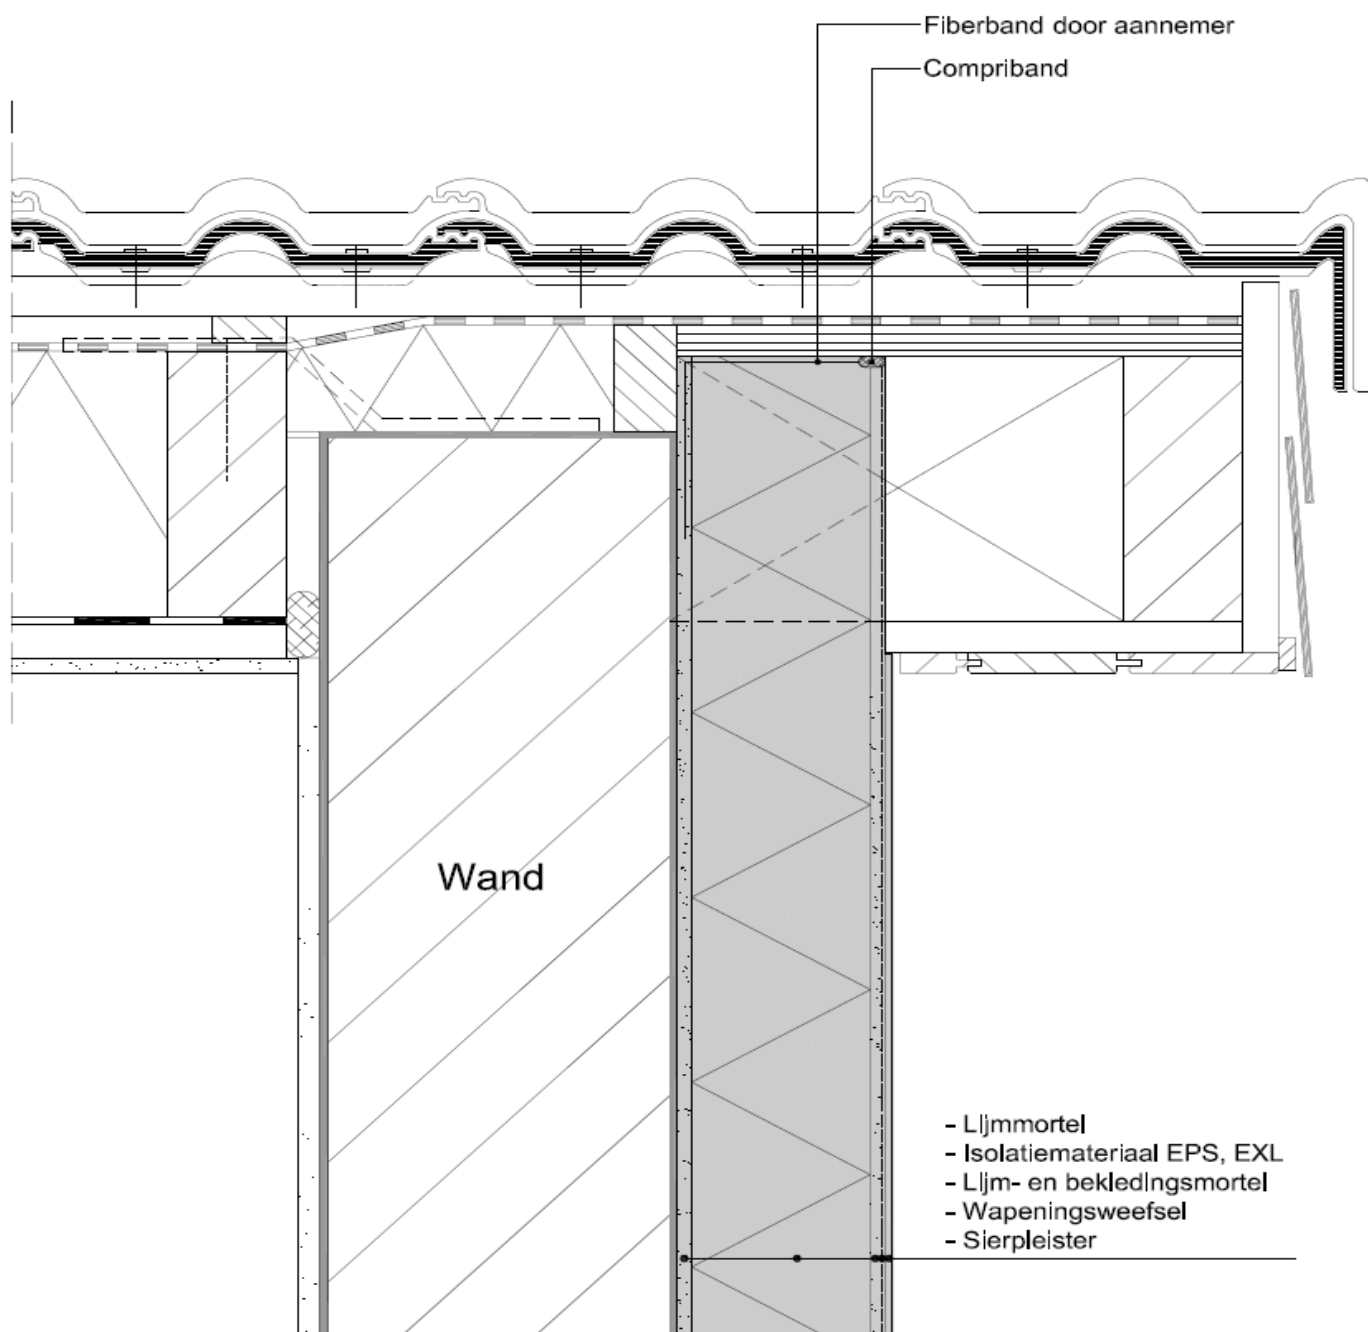 Fiberband door aannemer
Compriband
Wand
- Lijmmortel
- Isolatiemateriaal EPS, EXL
- Lijm- en bekledingsmortel
- Wapeningsweefsel
- Sierpleister